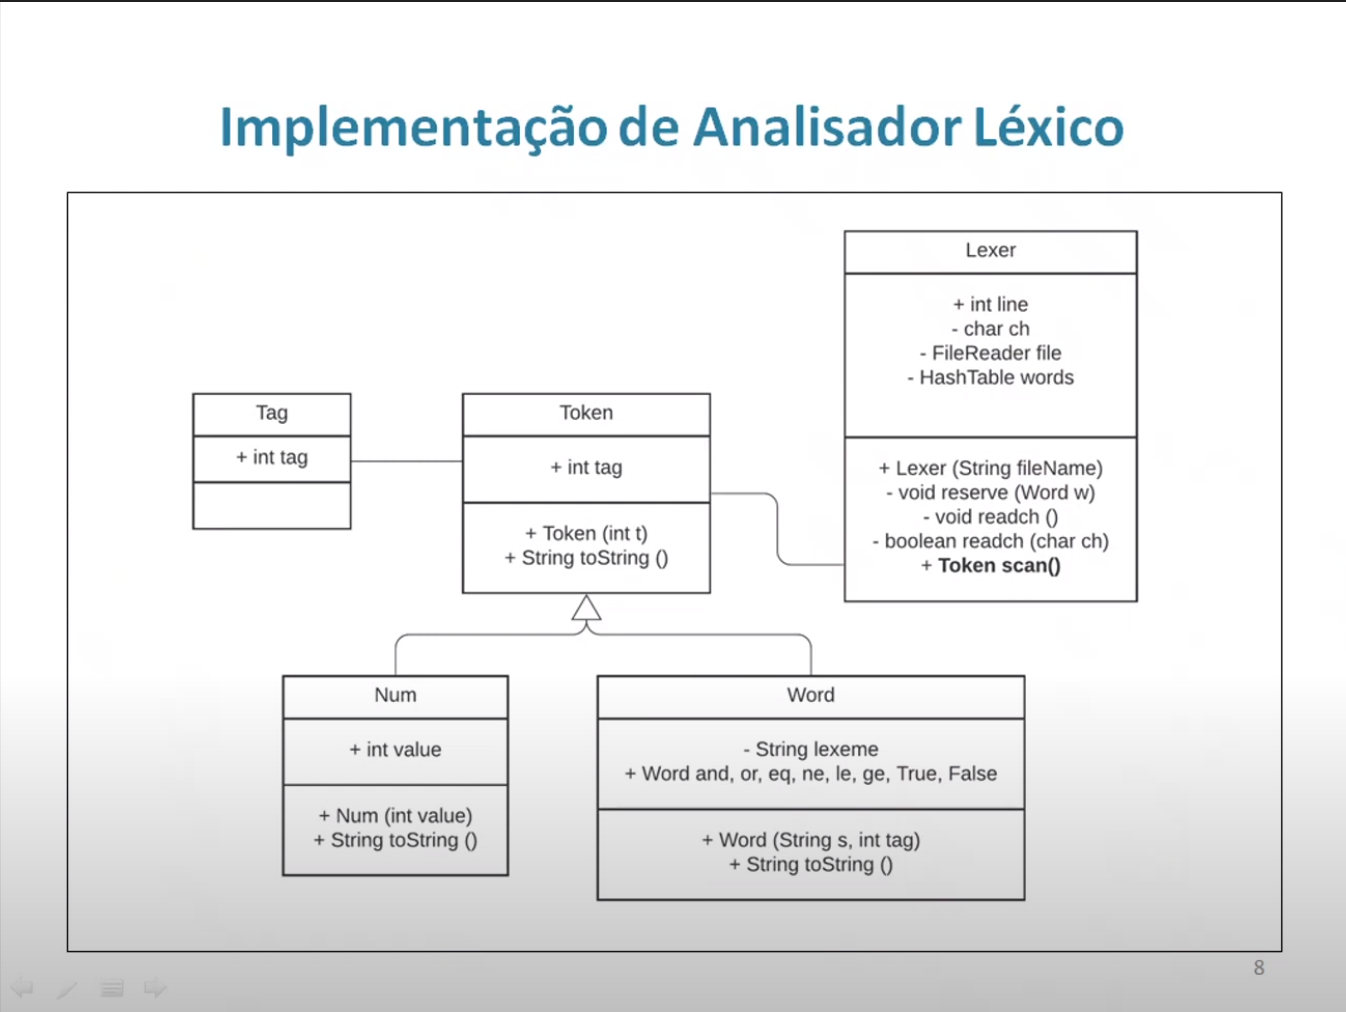 Implementação de Analisador Léxico
Lexer
+ int line
- char ch
- FileReader file
- HashTable words
+ Lexer (String fileName)
- void reserve (Word w)
- void readch ()
- boolean readch (char ch)
+ Token scan()
Tag
+ int tag
Token
+ int tag
+ Token (int t)
+ String toString ()
Num
+ int value
+ Num (int value)
+ String toString ()
Word
- String lexeme
+ Word and, or, eq, ne, le, ge, True, False
+ Word (String s, int tag)
+ String toString ()
8